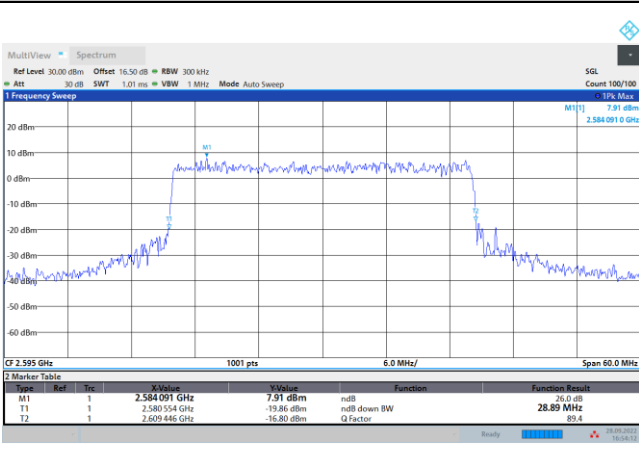 MultiView Spectrum
Ref Level 30.00 dBm Offset 16.50 dB RBW 300 kHz SGL
Att 30 dB SWT 1.01 ms VBW 1 MHz Mode Auto Sweep Count 100/100
1 Frequency Sweep 1Pk Max
M1[1] 7.91 dBm
2.584 091 0 GHz
20 dBm
M1
10 dBm
0 dBm
-10 dBm
T1 T2
-20 dBm
-30 dBm
-40 dBm
-50 dBm
-60 dBm
CF 2.595 GHz 1001 pts 6.0 MHz/ Span 60.0 MHz
2 Marker Table
Type Ref Trc X-Value Y-Value Function Function Result
M1 1 2.584 091 GHz 7.91 dBm ndB 26.0 dB
T1 1 2.580 554 GHz -19.86 dBm ndB down BW 28.89 MHz
T2 1 2.609 446 GHz -16.80 dBm Q Factor 89.4
Ready 28.09.2022
16:54:12